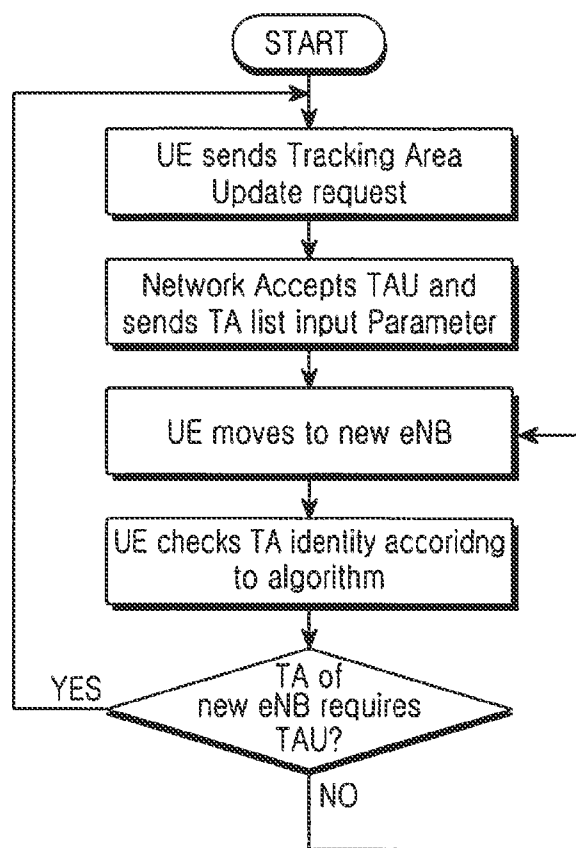 START
UE sends Tracking Area
Update request
Network Accepts TAU and
sends TA list input Parameter
UE moves to new eNB
UE checks TA identity accoridng
to algorithm
TA of
new eNB requires
TAU?
YES
NO